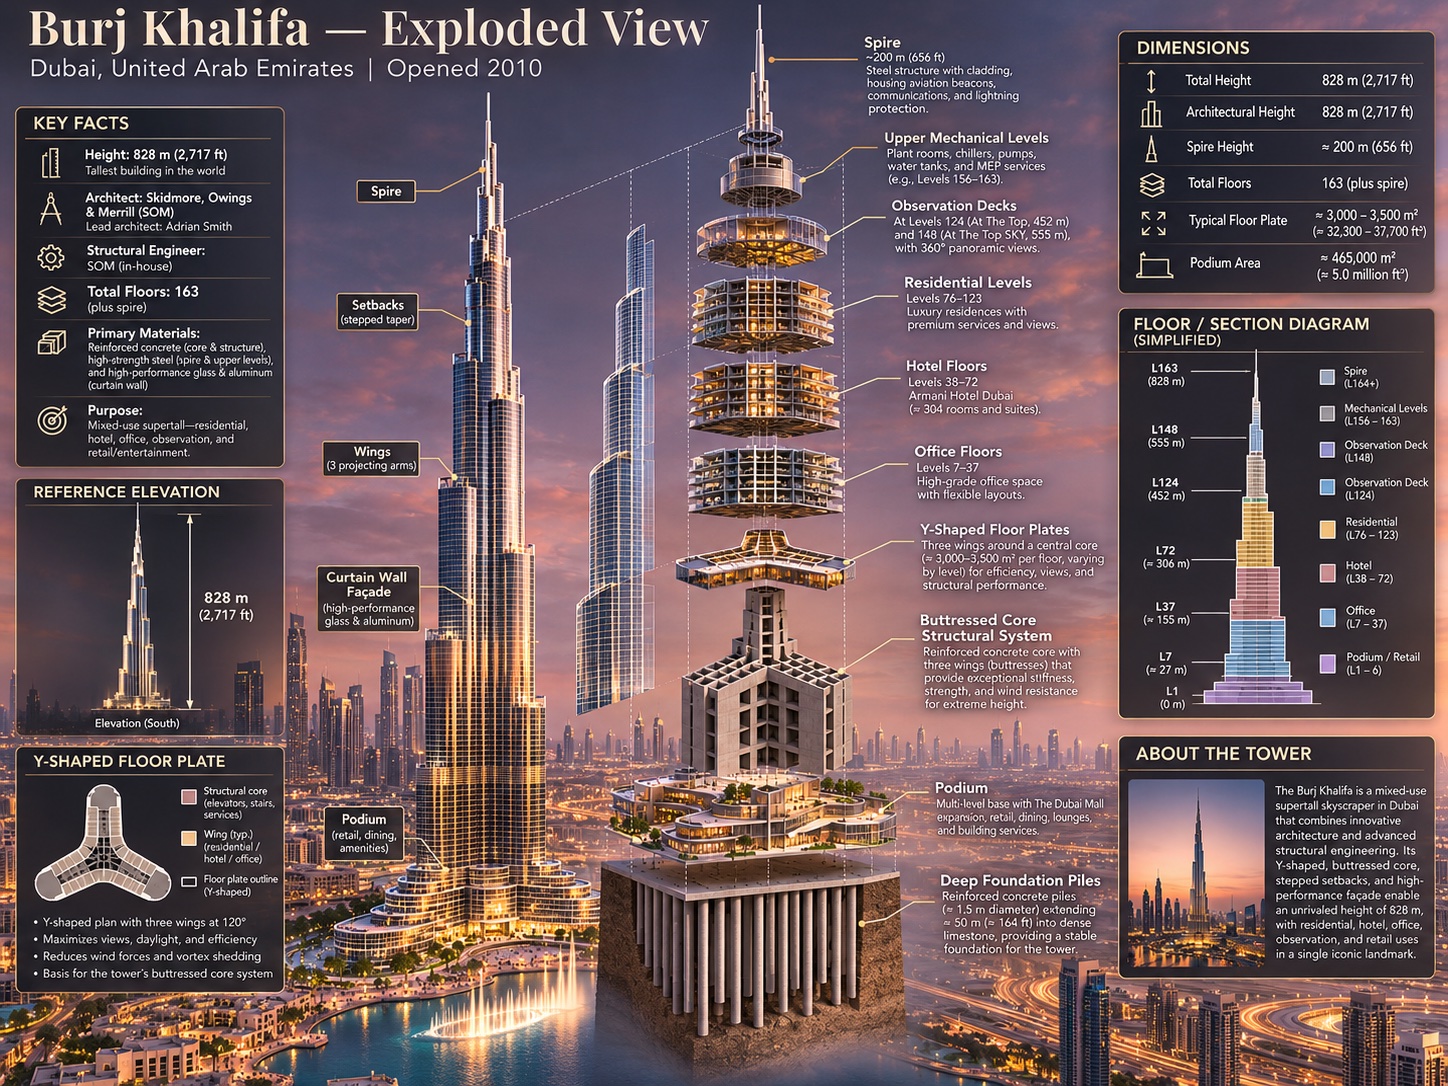 Burj Khalifa — Exploded View
Dubai, United Arab Emirates | Opened 2010
KEY FACTS
Height: 828 m (2,717 ft)
Tallest building in the world
Architect: Skidmore, Owings
& Merrill (SOM)
Lead architect: Adrian Smith
Structural Engineer:
SOM (in-house)
Total Floors: 163
(plus spire)
Primary Materials:
Reinforced concrete (core & structure),
high-strength steel (spire & upper levels),
and high-performance glass & aluminum
(curtain wall)
Purpose:
Mixed-use supertall—residential,
hotel, office, observation, and
retail/entertainment.
REFERENCE ELEVATION
828 m
(2,717 ft)
Elevation (South)
Y-SHAPED FLOOR PLATE
Structural core
(elevators, stairs,
services)
Wing (typ.)
(residential /
hotel / office)
Floor plate outline
(Y-shaped)
• Y-shaped plan with three wings at 120°
• Maximizes views, daylight, and efficiency
• Reduces wind forces and vortex shedding
• Basis for the tower's buttressed core system
Spire
Setbacks
(stepped taper)
Wings
(3 projecting arms)
Curtain Wall
Façade
(high-performance
glass & aluminum)
Podium
(retail, dining,
amenities)
Spire
~200 m (656 ft)
Steel structure with cladding,
housing aviation beacons,
communications, and lightning
protection.
Upper Mechanical Levels
Plant rooms, chillers, pumps,
water tanks, and MEP services
(e.g., Levels 156–163).
Observation Decks
At Levels 124 (At The Top, 452 m)
and 148 (At The Top SKY, 555 m),
with 360° panoramic views.
Residential Levels
Levels 76–123
Luxury residences with
premium services and views.
Hotel Floors
Levels 38–72
Armani Hotel Dubai
(≈ 304 rooms and suites).
Office Floors
Levels 7–37
High-grade office space
with flexible layouts.
Y-Shaped Floor Plates
Three wings around a central core
(≈ 3,000–3,500 m² per floor, varying
by level) for efficiency, views, and
structural performance.
Buttressed Core
Structural System
Reinforced concrete core with
three wings (buttresses) that
provide exceptional stiffness,
strength, and wind resistance
for extreme height.
Podium
Multi-level base with The Dubai Mall
expansion, retail, dining, lounges,
and building services.
Deep Foundation Piles
Reinforced concrete piles
(≈ 1.5 m diameter) extending
≈ 50 m (≈ 164 ft) into dense
limestone, providing a stable
foundation for the tower.
DIMENSIONS
Total Height 828 m (2,717 ft)
Architectural Height 828 m (2,717 ft)
Spire Height ≈ 200 m (656 ft)
Total Floors 163 (plus spire)
Typical Floor Plate ≈ 3,000 – 3,500 m²
(≈ 32,300 – 37,700 ft²)
Podium Area ≈ 465,000 m²
(≈ 5.0 million ft²)
FLOOR / SECTION DIAGRAM
(SIMPLIFIED)
L163
(828 m)
L148
(555 m)
L124
(452 m)
L72
(≈ 306 m)
L37
(≈ 155 m)
L7
(≈ 27 m)
L1
(0 m)
Spire
(L164+)
Mechanical Levels
(L156 – 163)
Observation Deck
(L148)
Observation Deck
(L124)
Residential
(L76 – 123)
Hotel
(L38 – 72)
Office
(L7 – 37)
Podium / Retail
(L1 – 6)
ABOUT THE TOWER
The Burj Khalifa is a mixed-use
supertall skyscraper in Dubai
that combines innovative
architecture and advanced
structural engineering. Its
Y-shaped, buttressed core,
stepped setbacks, and high-
performance façade enable
an unrivaled height of 828 m,
with residential, hotel, office,
observation, and retail uses
in a single iconic landmark.